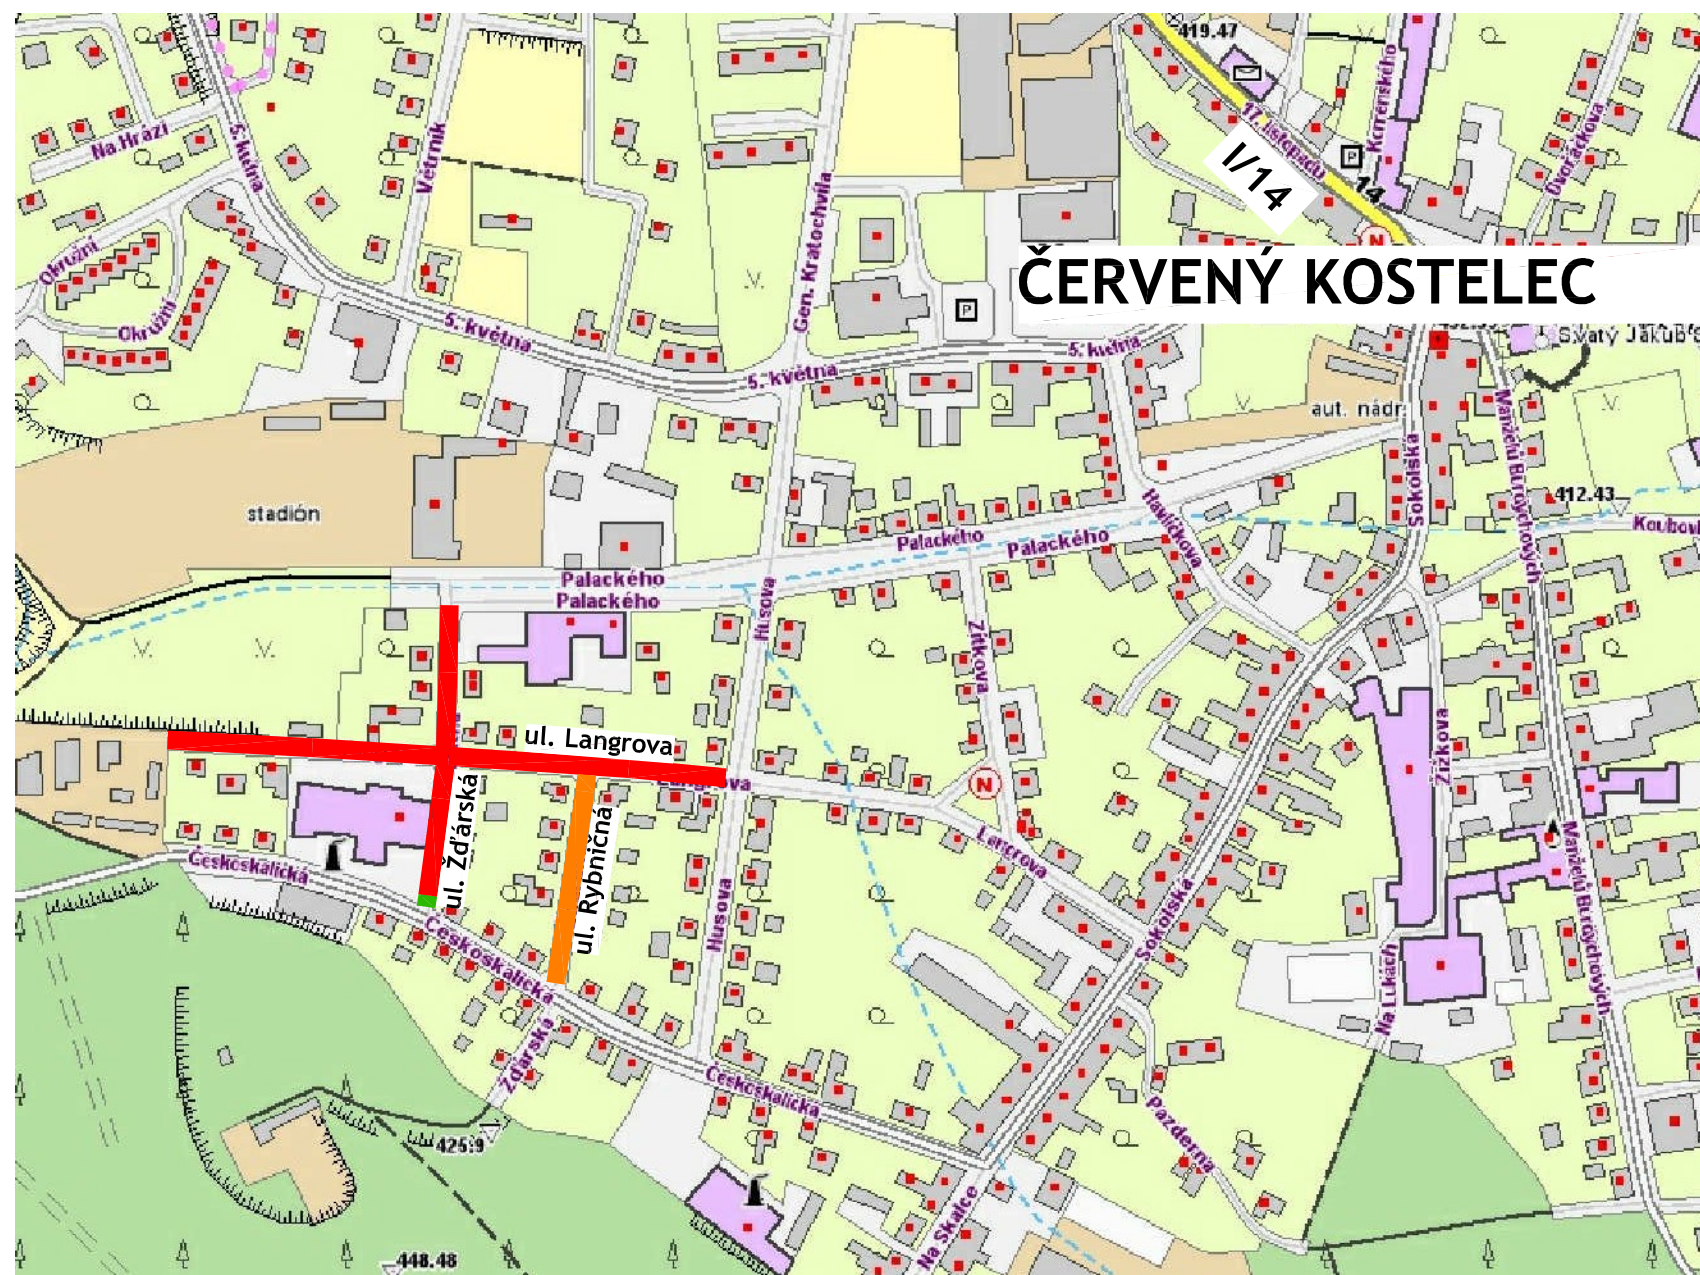 419.47
Komenského
Na Hrázi
5. května
Větrník
17. listopadu
I/14
14
P
Dvořáčkova
Gen. Kratochvíla
Okružní
N
ČERVENÝ KOSTELEC
Okružní
5. května
P
5. května
5. května
Svatý Jakub S
aut. nádr.
Manželů Burdychových
Sokolská
stadión
Havlíčkova
412.43
Palackého
Palackého
Palackého
Palackého
Husova
Zítkova
Žižkova
ul. Langrova
Langrova
N
ul. Žďárská
ul. Rybničná
Langrova
Českoskalická
Manželů Burdychových
Husova
Sokolská
Českoskalická
Na Lukách
Žďárská
Českoskalická
Pazderna
425.9
Na Skalce
448.48